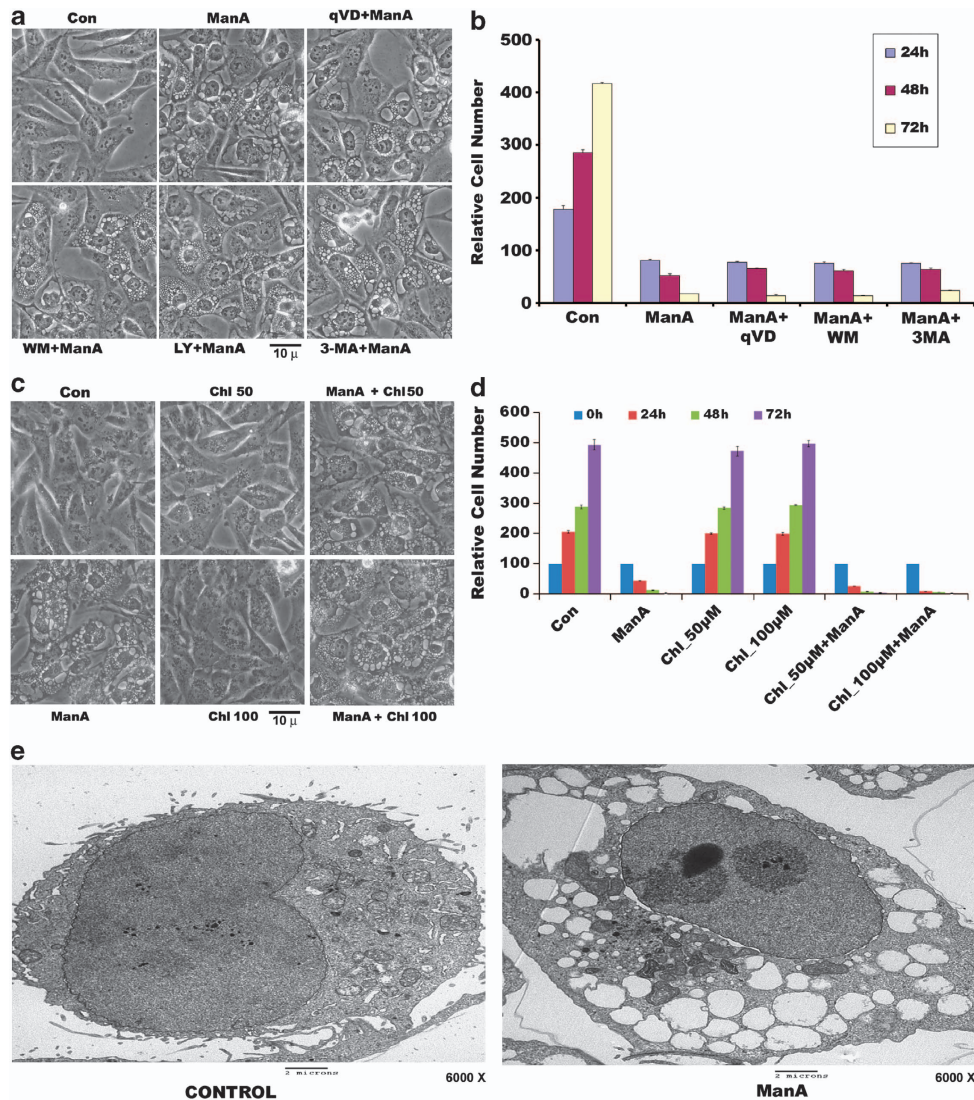 a
Con
ManA
qVD+ManA
WM+ManA
LY+ManA
10 µ
3-MA+ManA
b
Relative Cell Number
500
400
300
200
100
0
24h
48h
72h
Con
ManA
ManA+
qVD
ManA+
WM
ManA+
3MA
c
Con
Chl 50
ManA + Chl50
ManA
Chl 100
10 µ
ManA + Chl 100
d
Relative Cell Number
600
500
400
300
200
100
0
0h
24h
48h
72h
Con
ManA
Chl_50µM
Chl_100µM
Chl_50µM+ManA
Chl_100µM+ManA
e
2 microns
CONTROL
6000 X
2 microns
ManA
6000 X